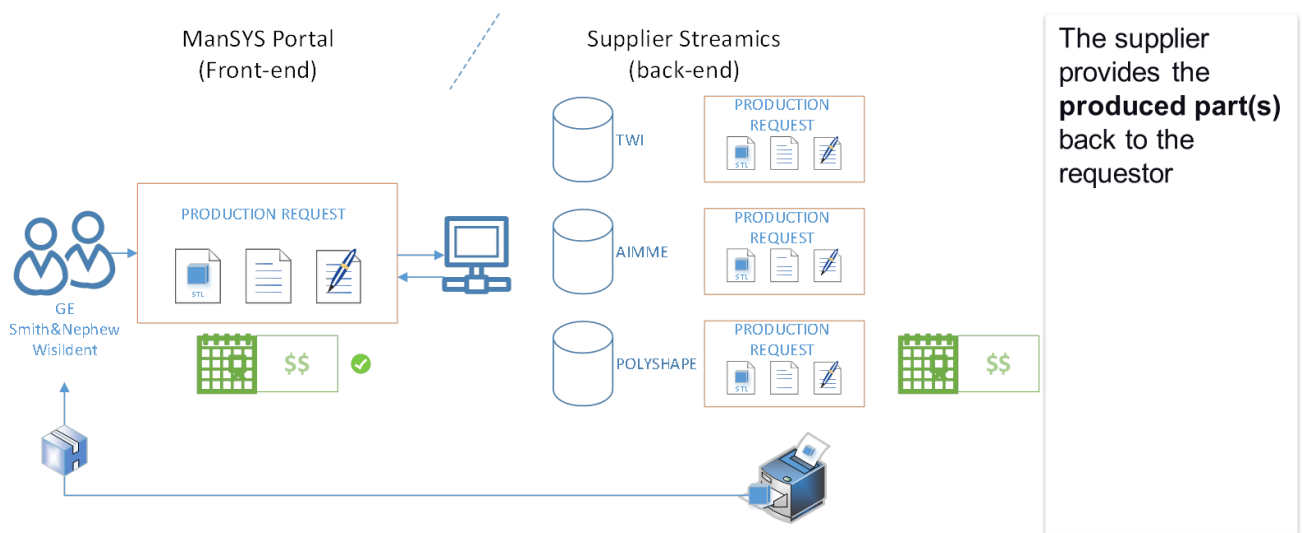 ManSYS Portal
(Front-end)
Supplier Streamics
(back-end)
GE
Smith&Nephew
Wisildent
PRODUCTION REQUEST
STL
$$
TWI
PRODUCTION
REQUEST
STL
AIMME
PRODUCTION
REQUEST
STL
POLYSHAPE
PRODUCTION
REQUEST
STL
$$
The supplier
provides the
produced part(s)
back to the
requestor